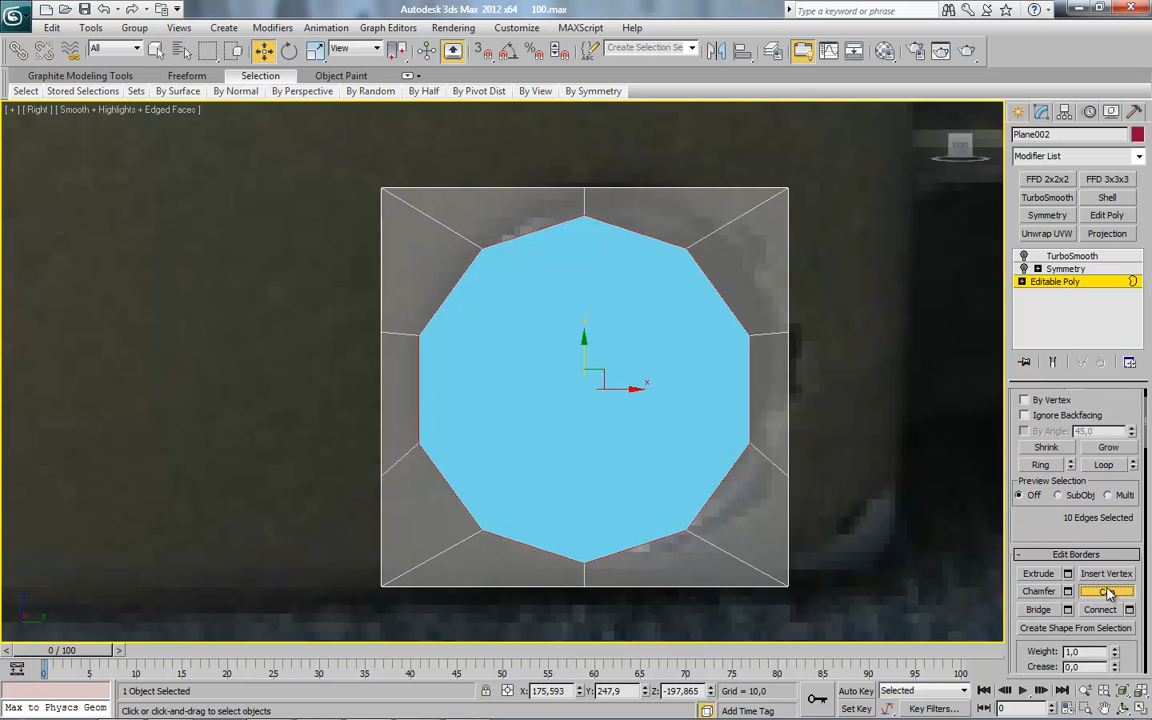 Autodesk 3ds Max 2012 x64 100.max
Type a keyword or phrase
Edit Tools Group Views Create Modifiers Animation Graph Editors Rendering Customize MAXScript Help
All View Create Selection Se
Graphite Modeling Tools Freeform Selection Object Paint
Select Stored Selections Sets By Surface By Normal By Perspective By Random By Half By Pivot Dist By View By Symmetry
[ + ] [ Right ] [ Smooth + Highlights + Edged Faces ]
Plane002
RIGHT
Modifier List
FFD 2x2x2 FFD 3x3x3
TurboSmooth Shell
Symmetry Edit Poly
Unwrap UVW Projection
TurboSmooth
Symmetry
Editable Poly
x
By Vertex
Ignore Backfacing
By Angle: 45,0
Shrink Grow
Ring Loop
Preview Selection
Off SubObj Multi
10 Edges Selected
- Edit Borders
Extrude Insert Vertex
Chamfer
Bridge Connect
Create Shape From Selection
Weight: 1,0
Crease: 0,0
z
y
< 0 / 100 >
0 5 10 15 20 25 30 35 40 45 50 55 60 65 70 75 80 85 90 95 100
1 Object Selected X: 175,593 Y: 247,9 Z: -197,865 Grid = 10,0 Auto Key Selected
Max to Physcs Geom Click or click-and-drag to select objects Add Time Tag Set Key Key Filters... 0